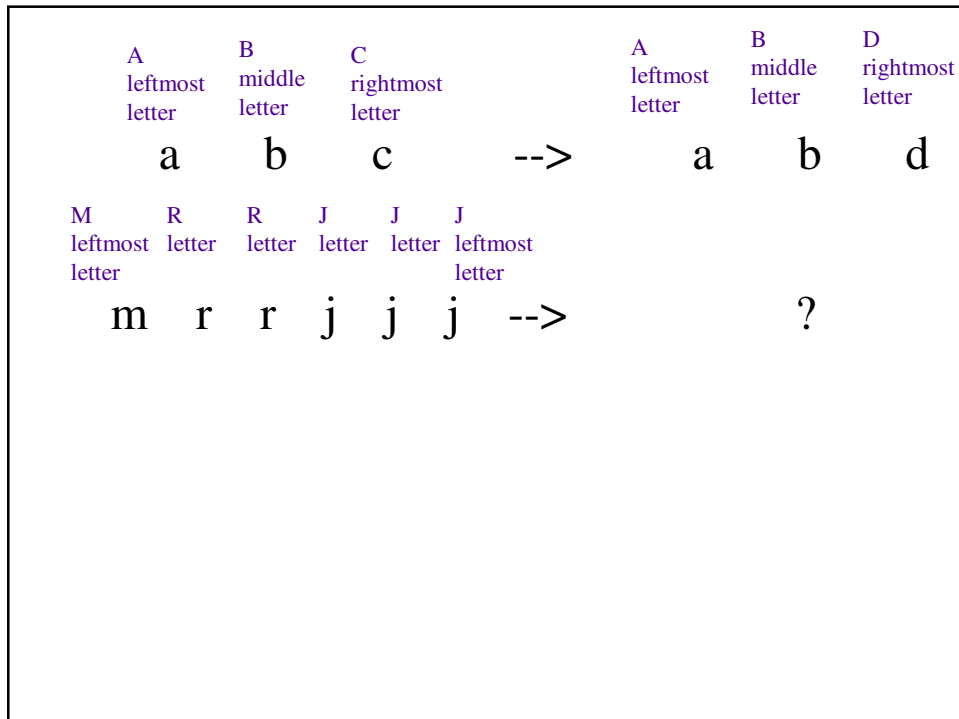 A B C A B D
leftmost middle rightmost leftmost middle rightmost
letter letter letter letter letter letter
a b c --> a b d
M R R J J J
leftmost letter letter letter letter leftmost
letter letter
m r r j j j --> ?